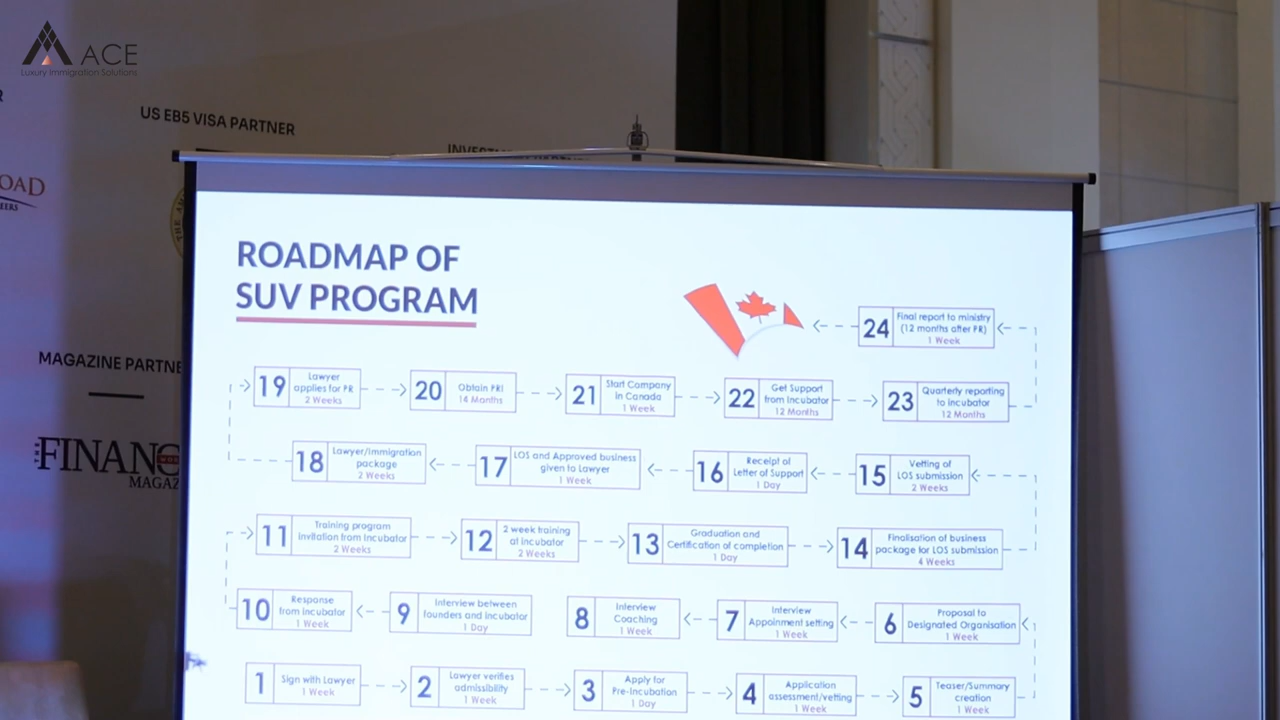 ACE
Luxury Immigration Solutions
R
US EB5 VISA PARTNER
OAD
EERS
MAGAZINE PARTNE
THE FINANC
WOR
MAGAZ
ROADMAP OF
SUV PROGRAM
24
Final report to ministry
(12 months after PR)
1 Week
19
Lawyer
applies for PR
2 Weeks
20
Obtain PR!
14 Months
21
Start Company
in Canada
1 Week
22
Get Support
from Incubator
12 Months
23
Quarterly reporting
to Incubator
12 Months
18
Lawyer/Immigration
package
2 Weeks
17
LOS and Approved business
given to Lawyer
1 Week
16
Receipt of
Letter of Support
1 Day
15
Vetting of
LOS submission
2 Weeks
11
Training program
Invitation from Incubator
2 Weeks
12
2 week training
at Incubator
2 Weeks
13
Graduation and
Certification of completion
1 Day
14
Finalisation of business
package for LOS submission
4 Weeks
10
Response
from Incubator
1 Week
9
Interview between
founders and Incubator
1 Day
8
Interview
Coaching
1 Week
7
Interview
Appoinment setting
1 Week
6
Proposal to
Designated Organisation
1 Week
1
Sign with Lawyer
1 Week
2
Lawyer verifies
admissibility
1 Week
3
Apply for
Pre-Incubation
1 Day
4
Application
assessment/vetting
1 Week
5
Teaser/Summary
creation
1 Week